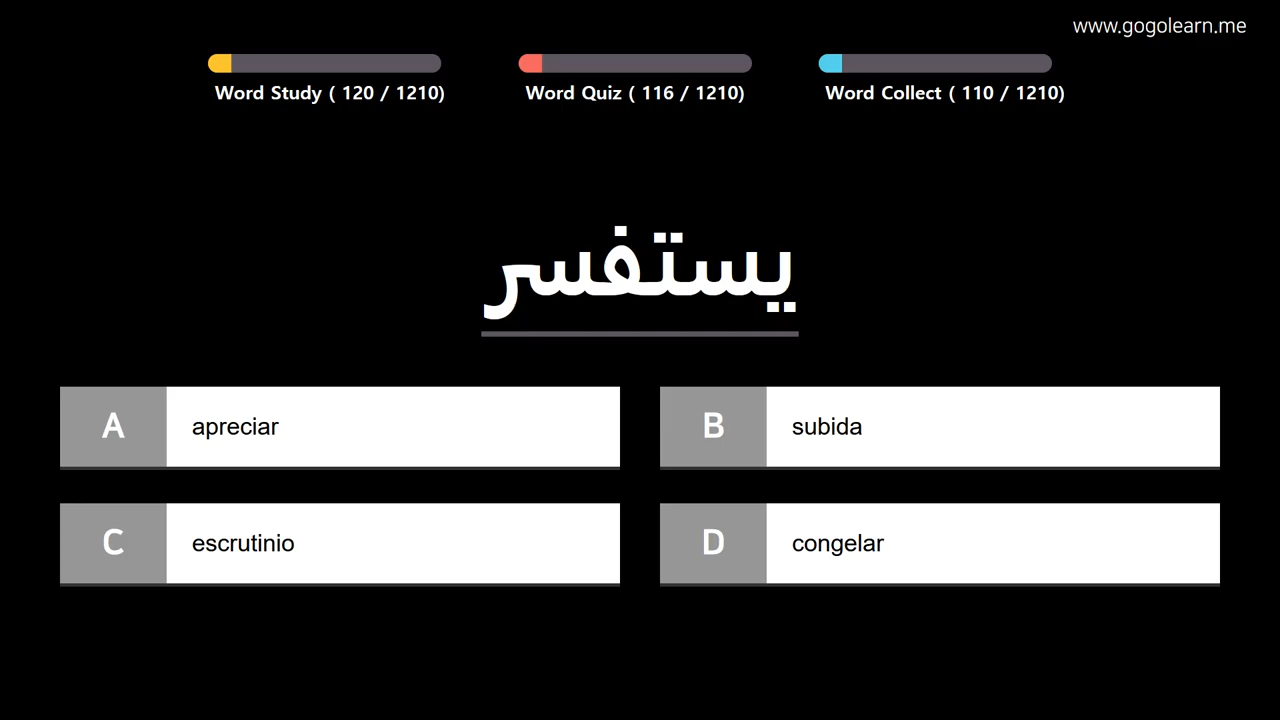 www.gogolearn.me
Word Study ( 120 / 1210)
Word Quiz ( 116 / 1210)
Word Collect ( 110 / 1210)
يستفسر
A apreciar
B subida
C escrutinio
D congelar